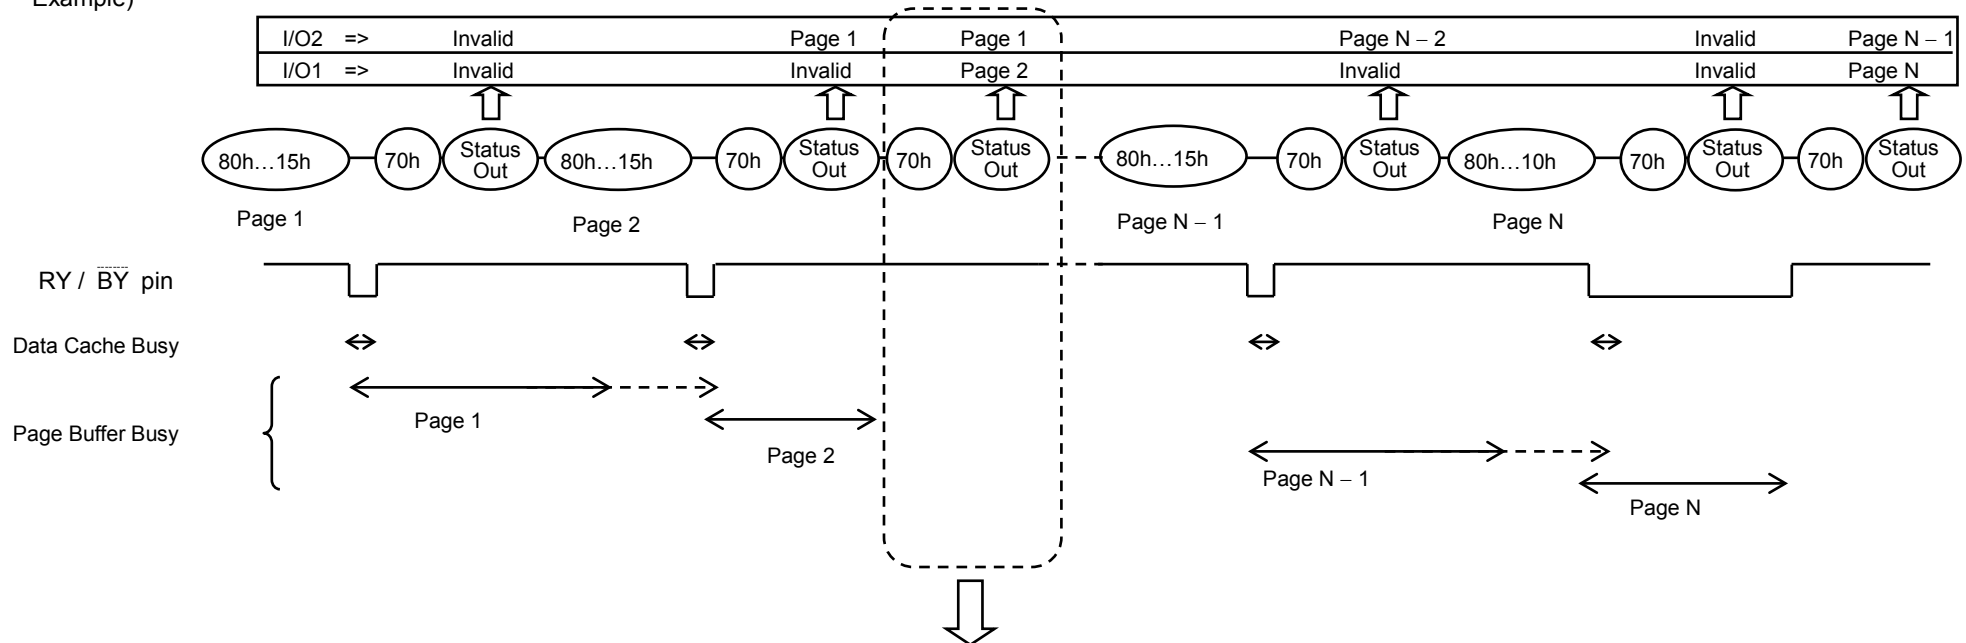 Example)
I/O2 => Invalid Page 1 Page 1 Page N – 2 Invalid Page N – 1
I/O1 => Invalid Invalid Page 2 Invalid Invalid Page N
80h…15h 70h Status Out 80h…15h 70h Status Out 70h Status Out 80h…15h 70h Status Out 80h…10h 70h Status Out 70h Status Out
Page 1 Page 2 Page N – 1 Page N
RY / BY pin
Data Cache Busy
Page 1
Page Buffer Busy
Page 2
Page N – 1
Page N